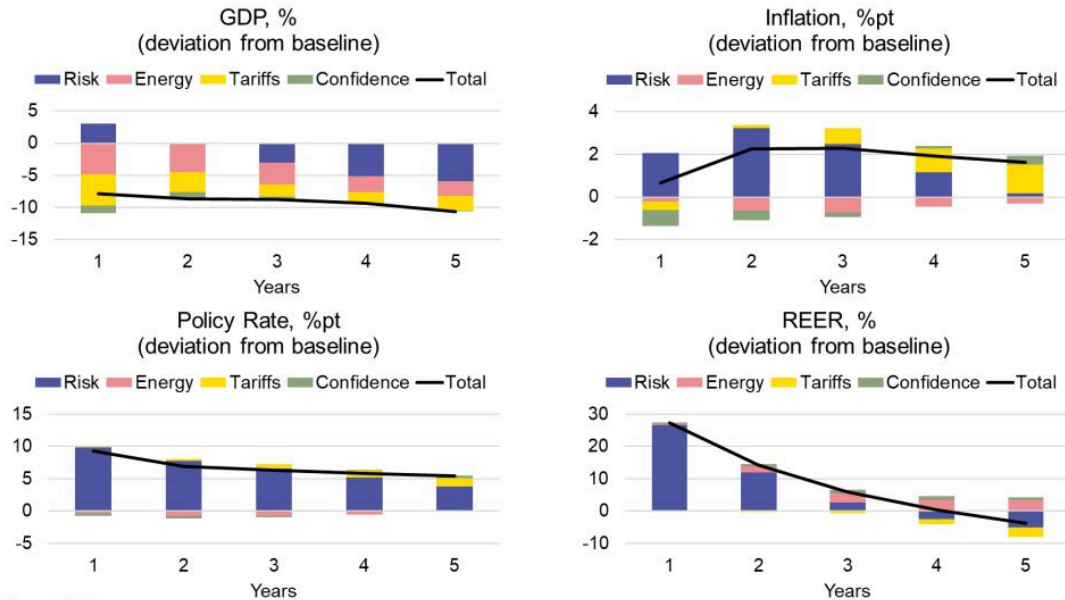 GDP, %
(deviation from baseline)
Risk Energy Tariffs Confidence Total
5
0
-5
-10
-15
1 2 3 4 5
Years
Inflation, %pt
(deviation from baseline)
Risk Energy Tariffs Confidence Total
4
2
0
-2
1 2 3 4 5
Years
Policy Rate, %pt
(deviation from baseline)
Risk Energy Tariffs Confidence Total
15
10
5
0
-5
1 2 3 4 5
Years
REER, %
(deviation from baseline)
Risk Energy Tariffs Confidence Total
30
20
10
0
-10
1 2 3 4 5
Years